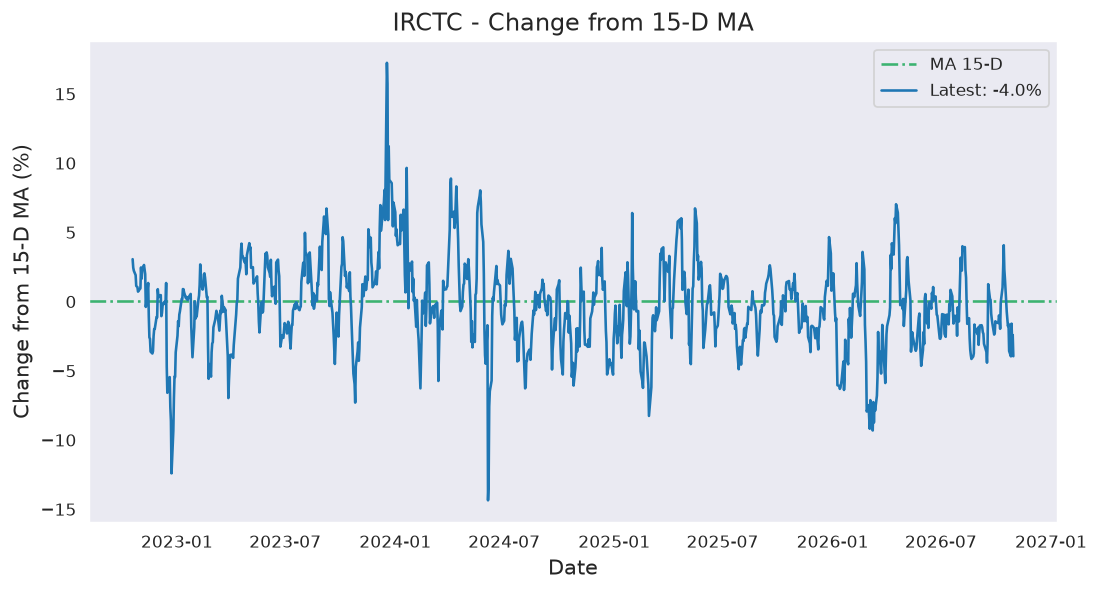 IRCTC - Change from 15-D MA
MA 15-D
Latest: -4.0%
Change from 15-D MA (%)
15
10
5
0
−5
−10
−15
2023-01 2023-07 2024-01 2024-07 2025-01 2025-07 2026-01 2026-07 2027-01
Date